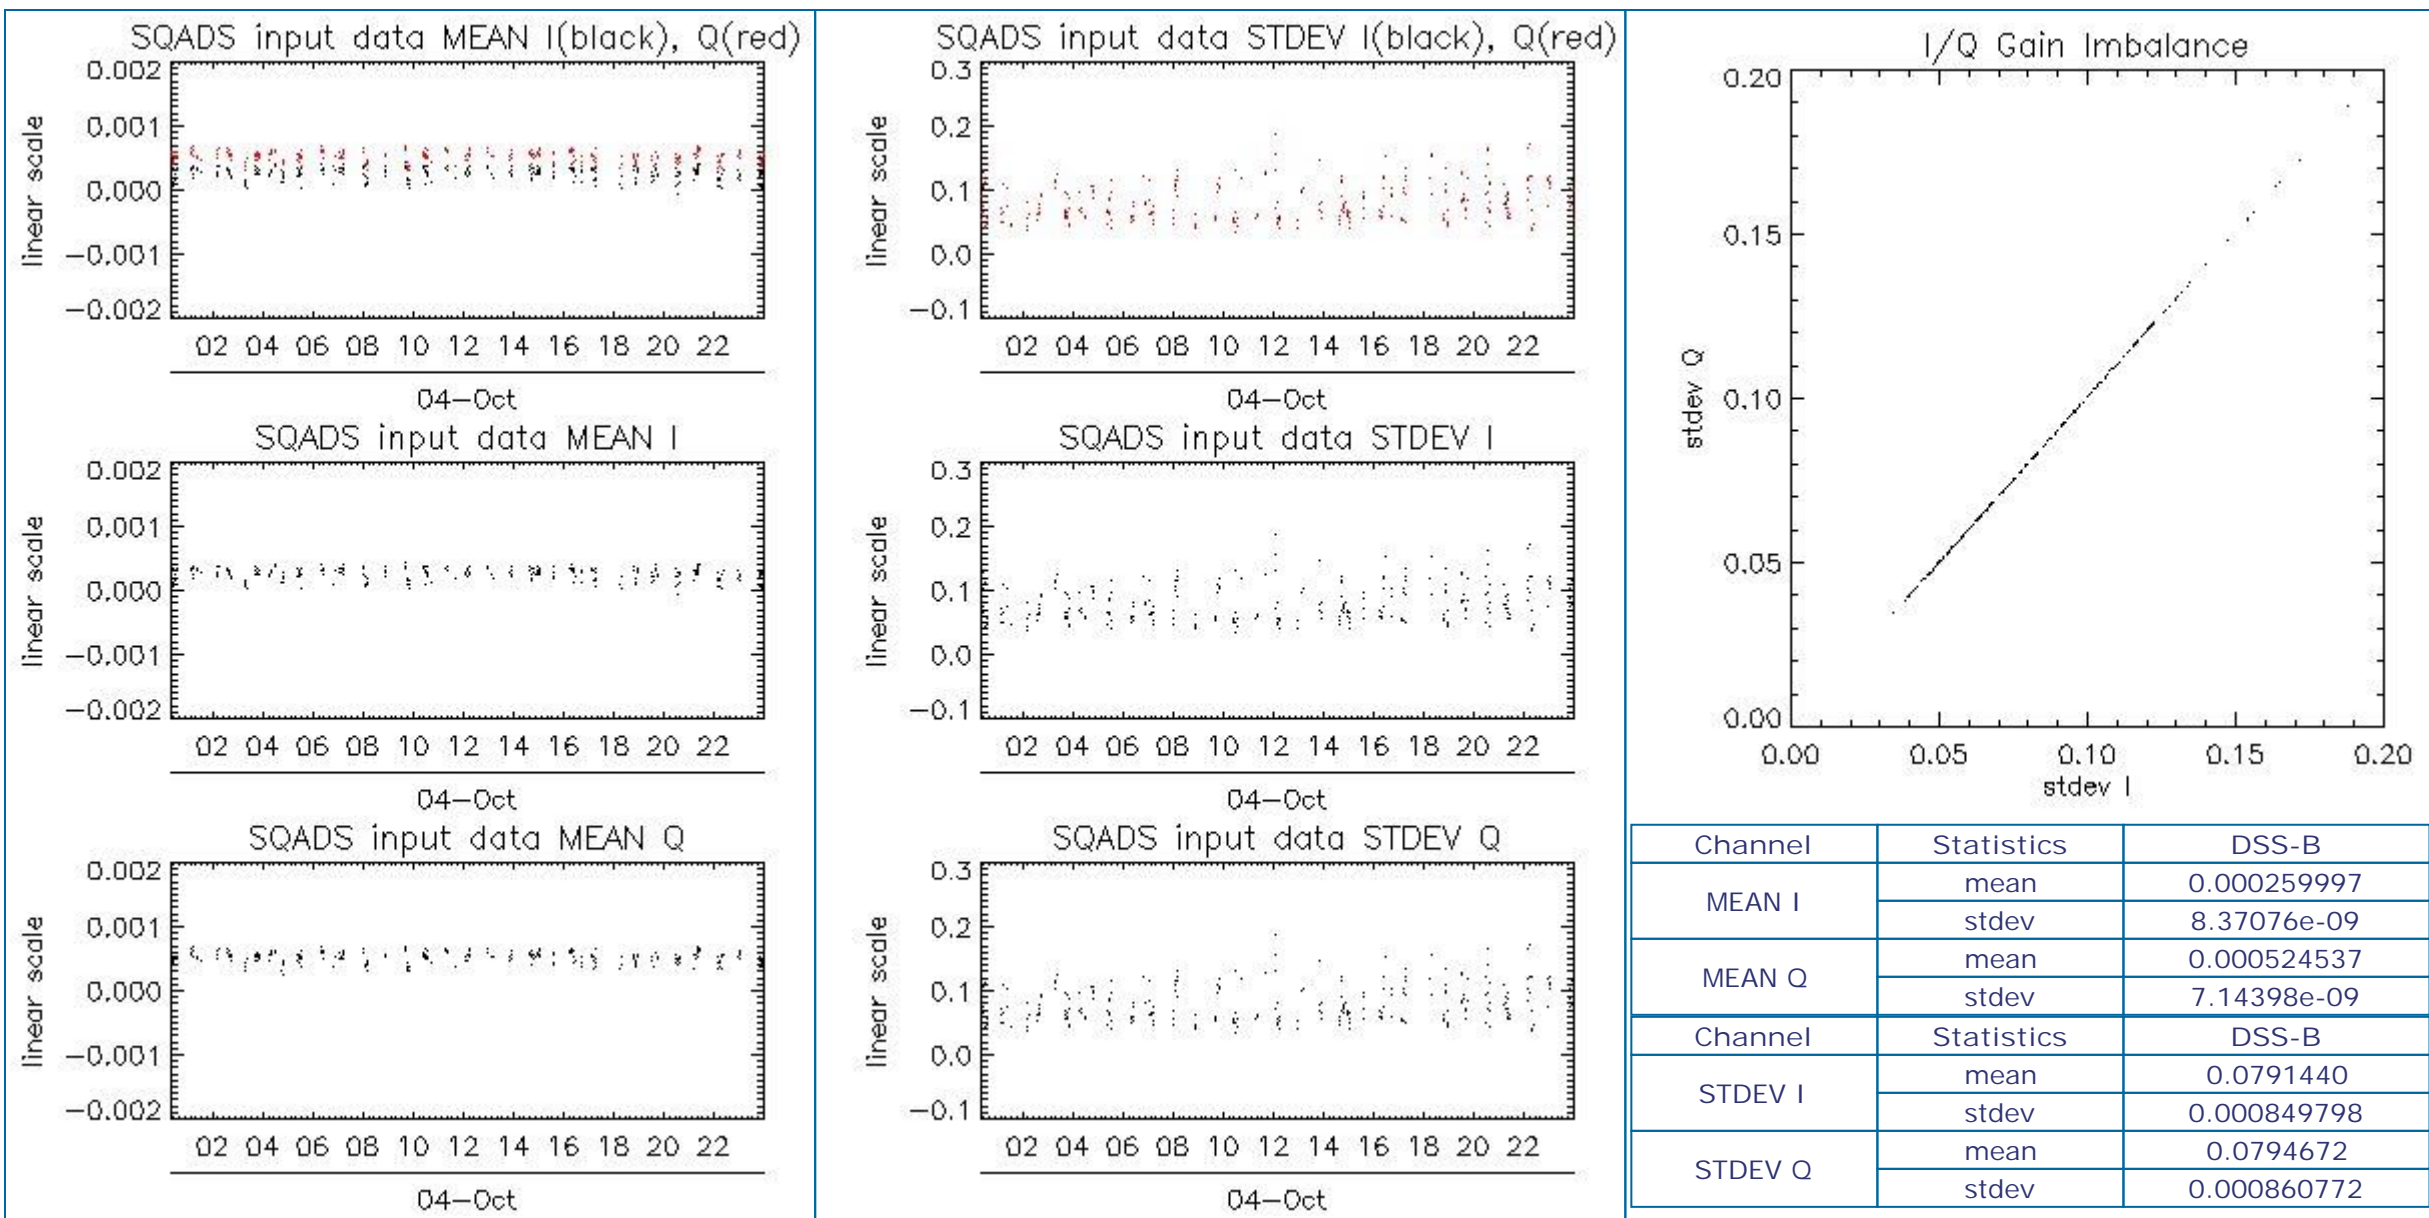 SQADS input data MEAN I(black), Q(red)
0.002
0.001
0.000
-0.001
-0.002
linear scale
02 04 06 08 10 12 14 16 18 20 22
04-Oct
SQADS input data MEAN I
0.002
0.001
0.000
-0.001
-0.002
linear scale
02 04 06 08 10 12 14 16 18 20 22
04-Oct
SQADS input data MEAN Q
0.002
0.001
0.000
-0.001
-0.002
linear scale
02 04 06 08 10 12 14 16 18 20 22
04-Oct
SQADS input data STDEV I(black), Q(red)
0.3
0.2
0.1
0.0
-0.1
linear scale
02 04 06 08 10 12 14 16 18 20 22
04-Oct
SQADS input data STDEV I
0.3
0.2
0.1
0.0
-0.1
linear scale
02 04 06 08 10 12 14 16 18 20 22
04-Oct
SQADS input data STDEV Q
0.3
0.2
0.1
0.0
-0.1
linear scale
02 04 06 08 10 12 14 16 18 20 22
04-Oct
I/Q Gain Imbalance
0.20
0.15
0.10
0.05
0.00
stdev Q
0.00 0.05 0.10 0.15 0.20
stdev I
Channel Statistics DSS-B
MEAN I mean 0.000259997
stdev 8.37076e-09
MEAN Q mean 0.000524537
stdev 7.14398e-09
Channel Statistics DSS-B
STDEV I mean 0.0791440
stdev 0.000849798
STDEV Q mean 0.0794672
stdev 0.000860772